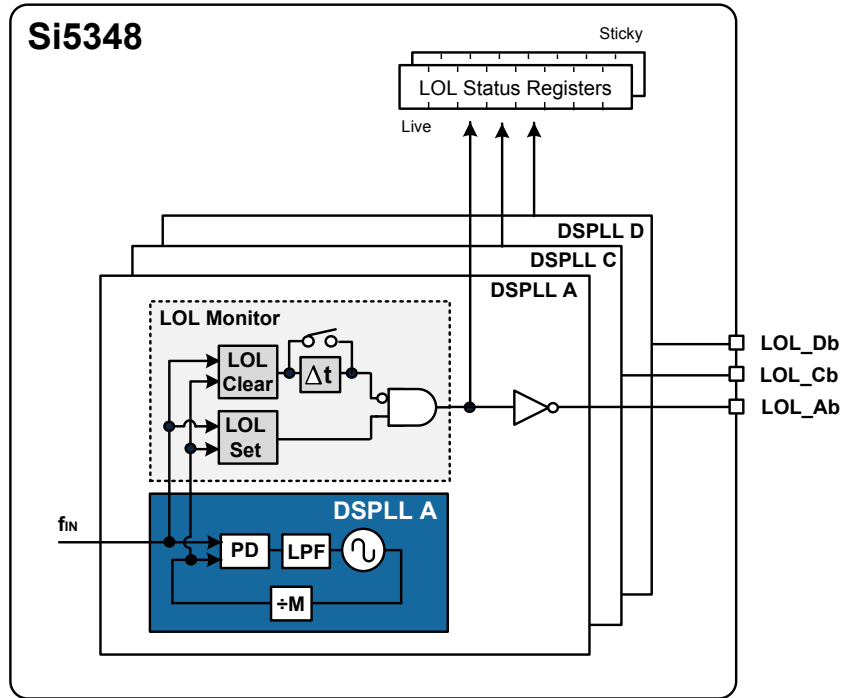 Si5348
Sticky
LOL Status Registers
Live
DSPLL D
DSPLL C
DSPLL A
LOL Monitor
LOL
Clear
Δt
LOL
Set
LOL_Db
LOL_Cb
LOL_Ab
fIN
DSPLL A
PD
LPF
÷M